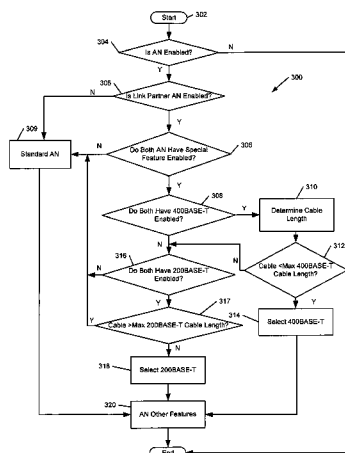 Start
302
304
Is AN Enabled?
N
Y
305
Is Link Partner AN Enabled?
300
N
Y
309
Standard AN
N
Do Both AN Have Special
Feature Enabled?
306
Y
308
Do Both Have 400BASE-T
Enabled?
Y
310
Determine Cable
Length
N
316
Do Both Have 200BASE-T
Enabled?
N
N
312
Cable <Max 400BASE-T
Cable Length?
Y
317
Y
Cable >Max 200BASE-T Cable Length?
Y
314
Select 400BASE-T
N
318
Select 200BASE-T
320
AN Other Features
End